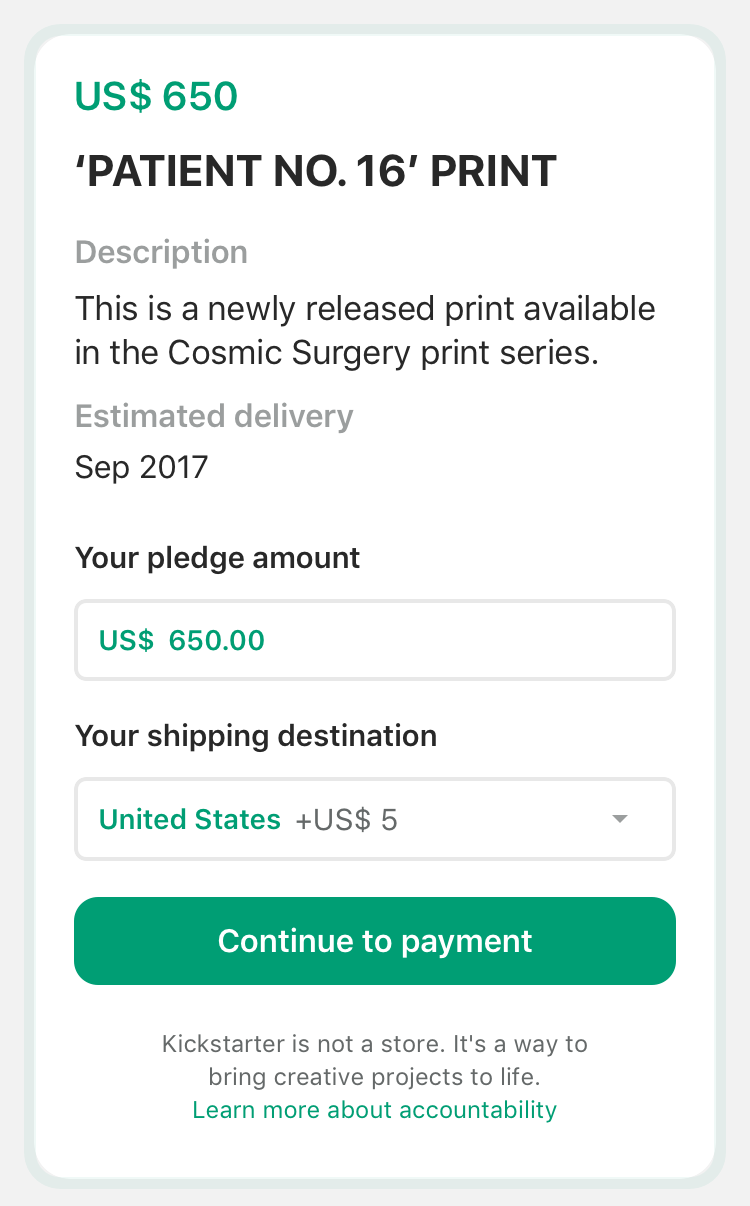 US$ 650
‘PATIENT NO. 16’ PRINT
Description
This is a newly released print available
in the Cosmic Surgery print series.
Estimated delivery
Sep 2017
Your pledge amount
US$ 650.00
Your shipping destination
United States +US$ 5
Continue to payment
Kickstarter is not a store. It's a way to
bring creative projects to life.
Learn more about accountability